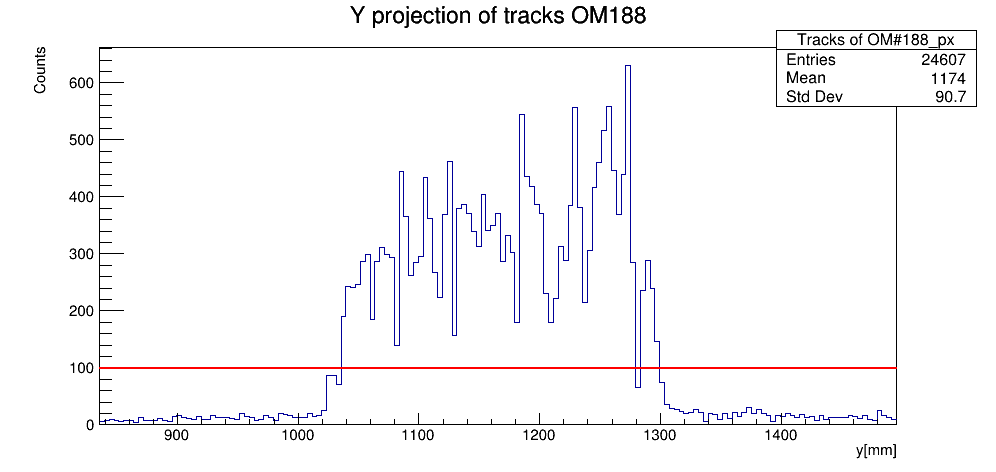 Y projection of tracks OM188
Tracks of OM#188_px
Entries 24607
Mean 1174
Std Dev 90.7
Counts
600
500
400
300
200
100
0
900 1000 1100 1200 1300 1400
y[mm]